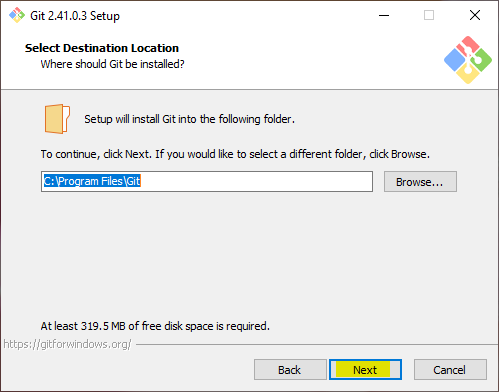 Git 2.41.0.3 Setup
Select Destination Location
Where should Git be installed?
Setup will install Git into the following folder.
To continue, click Next. If you would like to select a different folder, click Browse.
C:\Program Files\Git
Browse...
At least 319.5 MB of free disk space is required.
https://gitforwindows.org/
Back
Next
Cancel